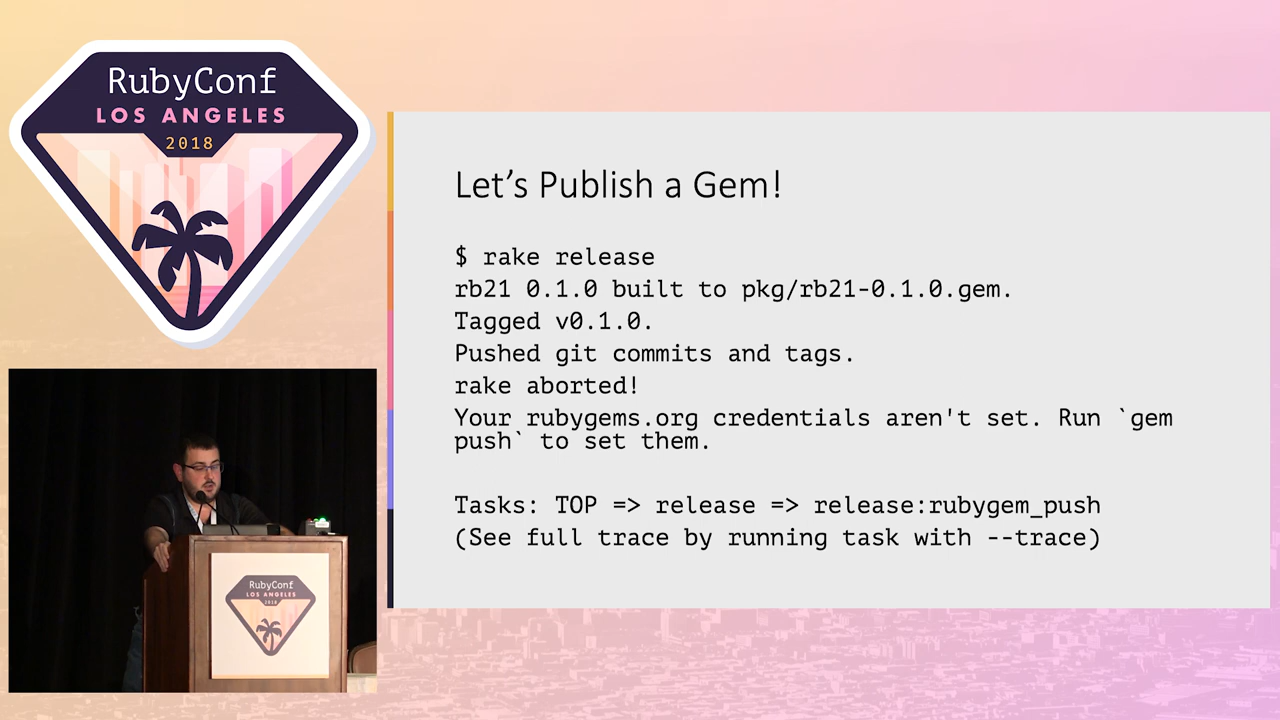 RubyConf
LOS ANGELES
2018
Let’s Publish a Gem!
$ rake release
rb21 0.1.0 built to pkg/rb21-0.1.0.gem.
Tagged v0.1.0.
Pushed git commits and tags.
rake aborted!
Your rubygems.org credentials aren't set. Run `gem
push` to set them.
Tasks: TOP => release => release:rubygem_push
(See full trace by running task with --trace)
RubyConf
LOS ANGELES
2018